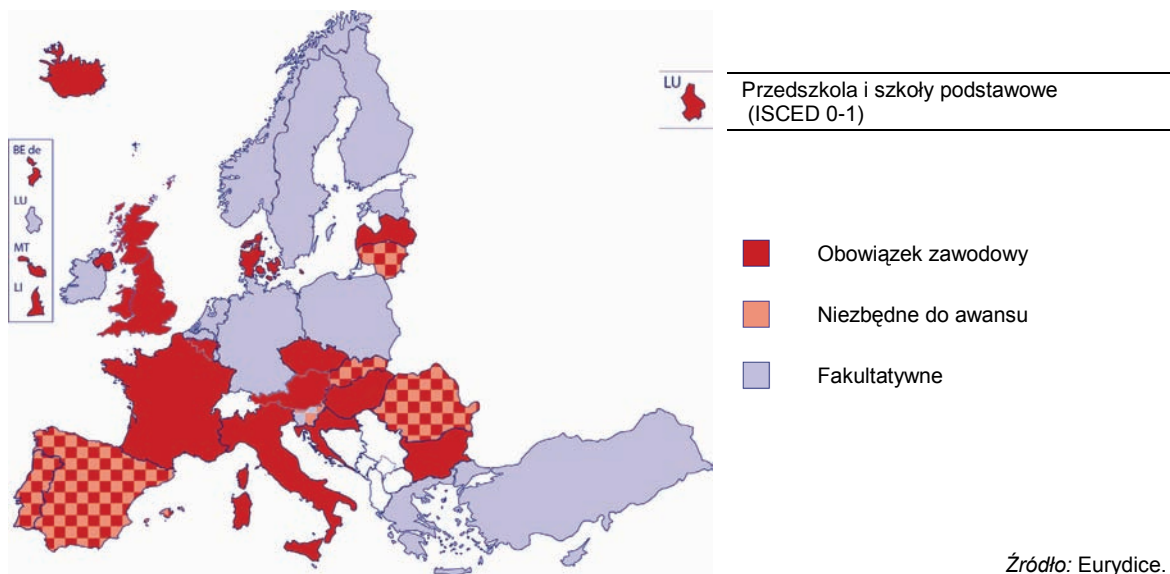 BE de
LU
MT
LI
LU
Przedszkola i szkoły podstawowe
(ISCED 0-1)
Obowiązek zawodowy
Niezbędne do awansu
Fakultatywne
Źródło: Eurydice.